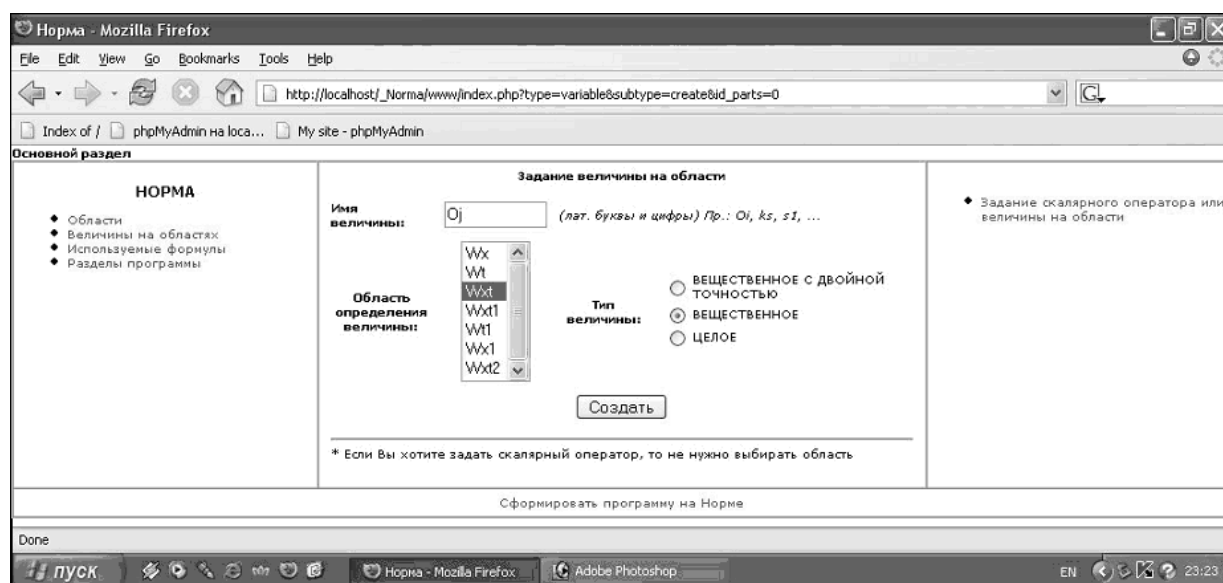 Норма - Mozilla Firefox
File Edit View Go Bookmarks Tools Help
http://localhost/_Norma/www/index.php?type=variable&subtype=create&id_parts=0
Index of / phpMyAdmin на loca... My site - phpMyAdmin
Основной раздел
НОРМА
Области
Величины на областях
Используемые формулы
Разделы программы
Задание величины на области
Имя величины:
Oj
(лат. буквы и цифры) Пр.: Oi, ks, s1, ...
Область определения величины:
Wx
Wt
Wxt
Wxt1
Wt1
Wx1
Wxt2
Тип величины:
ВЕЩЕСТВЕННОЕ С ДВОЙНОЙ ТОЧНОСТЬЮ
ВЕЩЕСТВЕННОЕ
ЦЕЛОЕ
Создать
* Если Вы хотите задать скалярный оператор, то не нужно выбирать область
Задание скалярного оператора или величины на области
Сформировать программу на Норме
Done
пуск Норма - Mozilla Firefox Adobe Photoshop EN 23:23